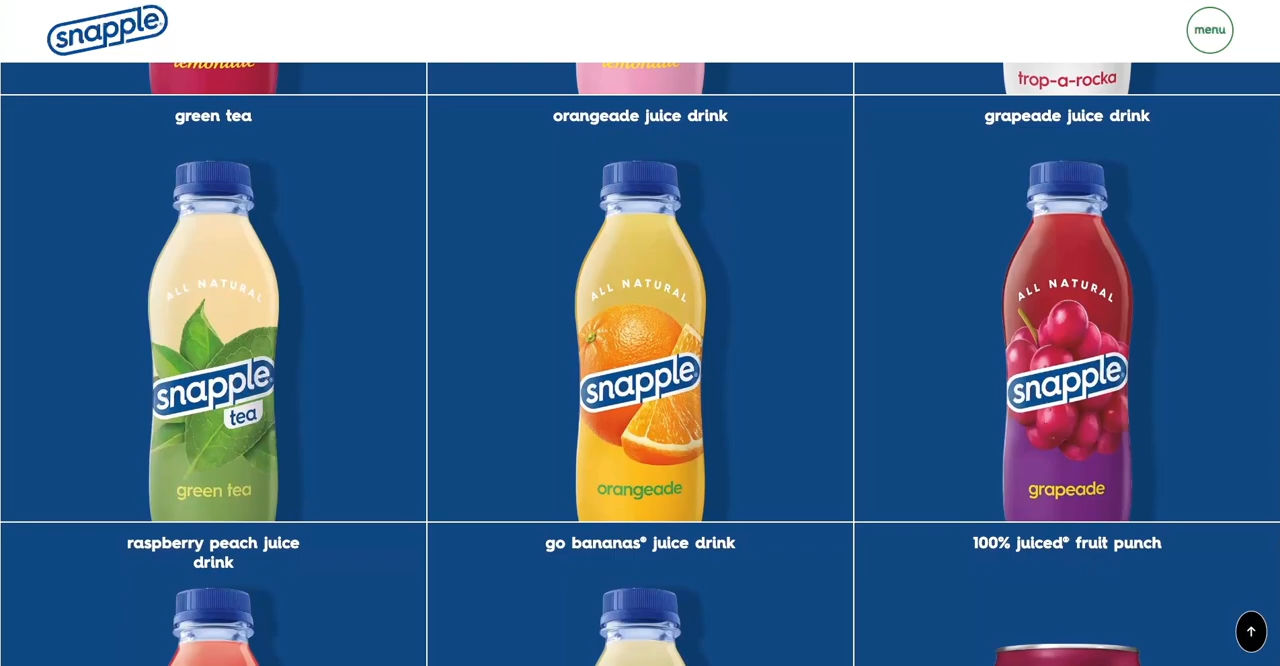 snapple
menu
lemonade
lemonade
trop-a-rocka
green tea
orangeade juice drink
grapeade juice drink
ALL NATURAL
ALL NATURAL
ALL NATURAL
snapple
tea
snapple
snapple
green tea
orangeade
grapeade
raspberry peach juice
drink
go bananas® juice drink
100% juiced® fruit punch